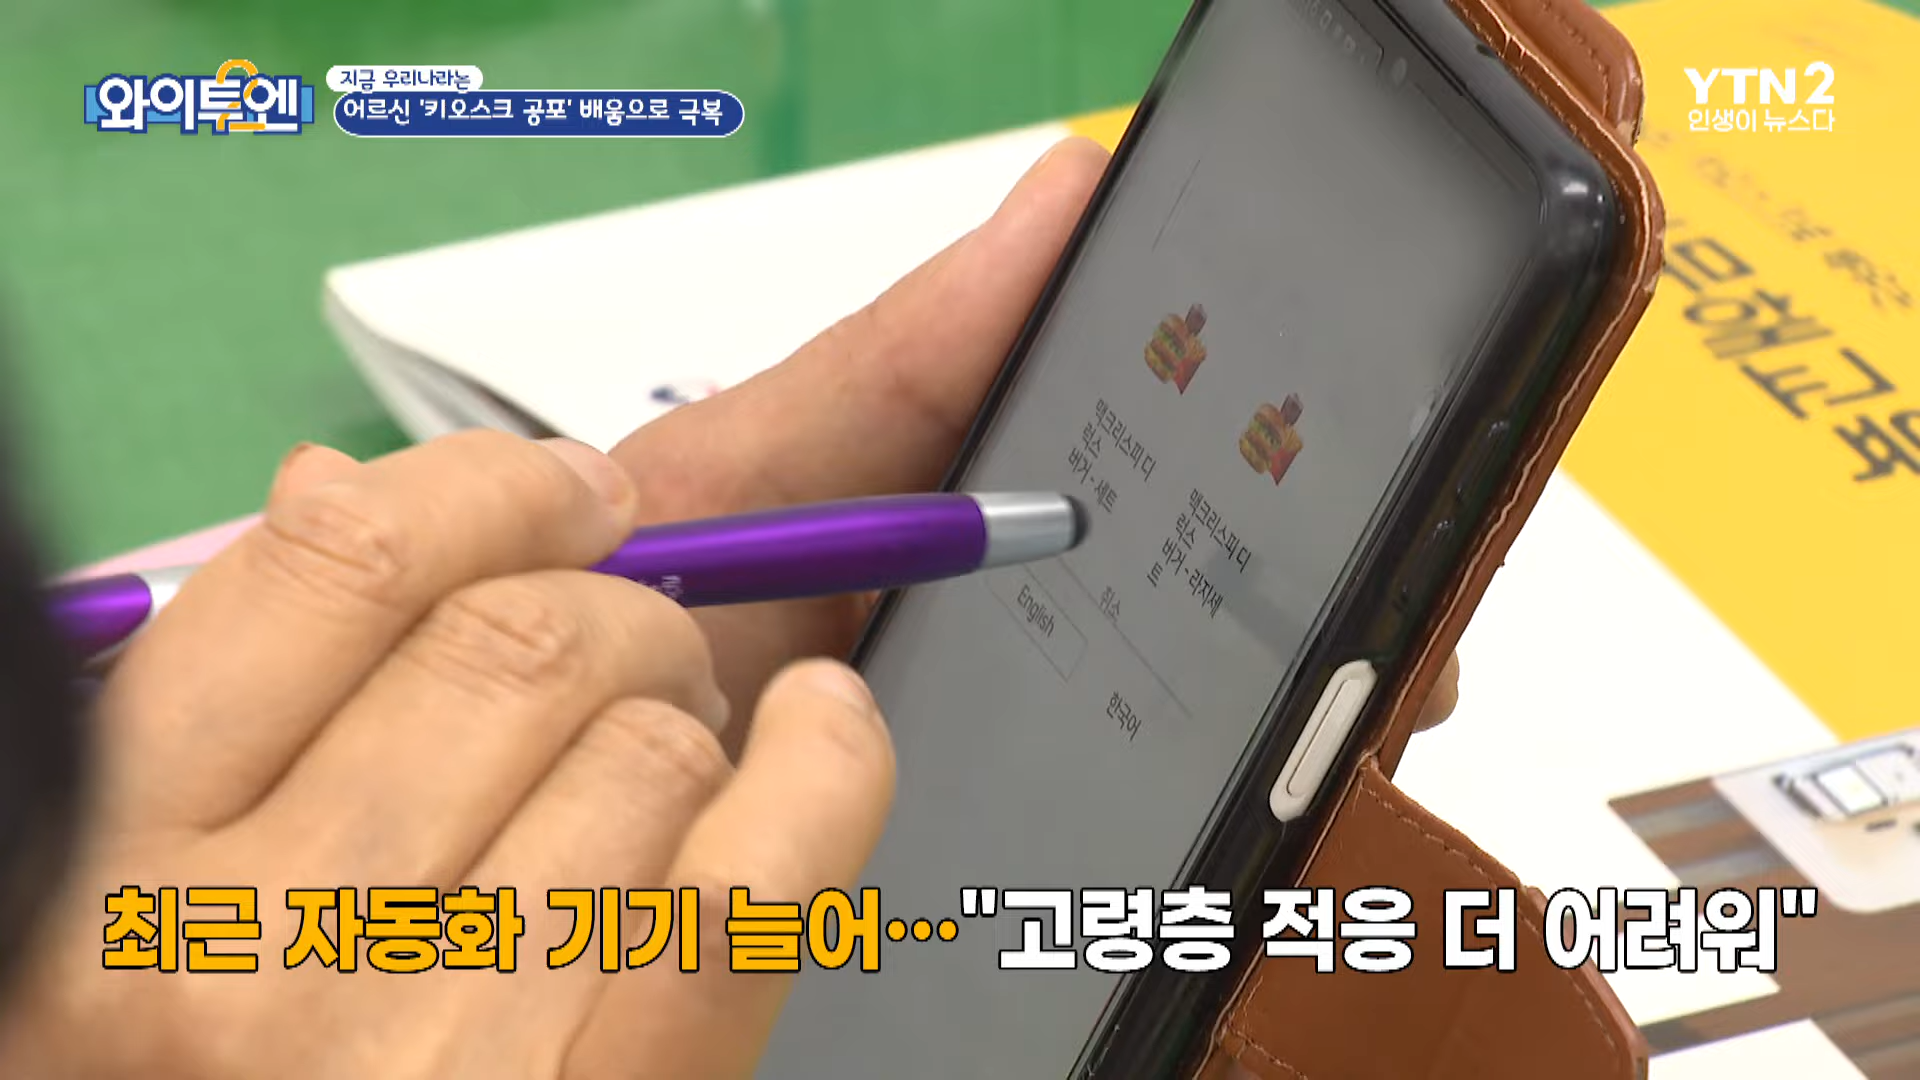 와이투엔
지금 우리나라는
어르신 '키오스크 공포' 배움으로 극복
YTN2
인생이 뉴스다
맥크리스피 디
럭스
버거 - 세트
맥크리스피 디
럭스
버거 - 라지세
트
취소
English
한국어
문해교육
최근 자동화 기기 늘어…"고령층 적응 더 어려워"